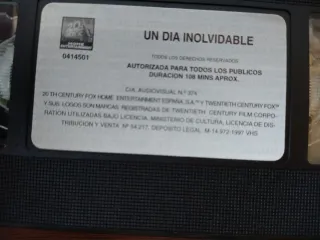 UN DIA INOLVIDABLE
0414501
TODOS LOS DERECHOS RESERVADOS
AUTORIZADA PARA TODOS LOS PUBLICOS
DURACION 108 MINS APROX.
EMP. AUDIOVISUAL N.º 874
20 TH CENTURY FOX HOME ENTERTAINMENT ESPAÑA, S.A.® Y TWENTIETH CENTURY FOX®
Y SUS LOGOS SON MARCAS REGISTRADAS DE TWENTIETH CENTURY FILM CORPO-
RATION UTILIZADAS BAJO LICENCIA. MINISTERIO DE CULTURA, LICENCIA DE DIS-
TRIBUCION Y VENTA Nº 54.217. DEPOSITO LEGAL M-14.672-1997 VHS